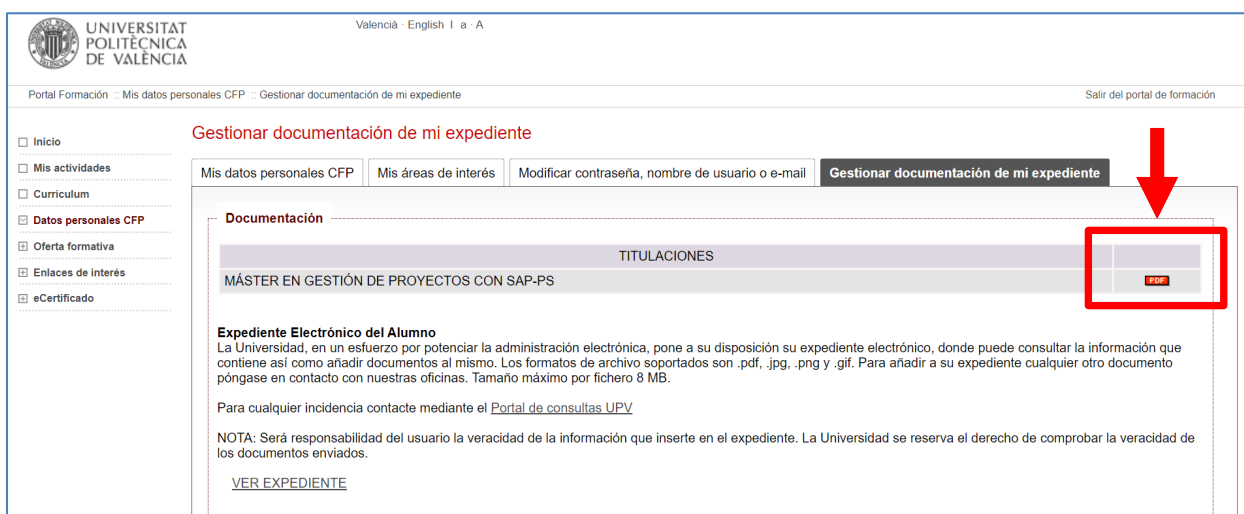 UNIVERSITAT
POLITÈCNICA
DE VALÈNCIA
Valencià · English I a · A
Portal Formación :: Mis datos personales CFP :: Gestionar documentación de mi expediente
Salir del portal de formación
Inicio
Mis actividades
Curriculum
Datos personales CFP
Oferta formativa
Enlaces de interés
eCertificado
Gestionar documentación de mi expediente
Mis datos personales CFP
Mis áreas de interés
Modificar contraseña, nombre de usuario o e-mail
Gestionar documentación de mi expediente
Documentación
TITULACIONES
MÁSTER EN GESTIÓN DE PROYECTOS CON SAP-PS
PDF
Expediente Electrónico del Alumno
La Universidad, en un esfuerzo por potenciar la administración electrónica, pone a su disposición su expediente electrónico, donde puede consultar la información que
contiene así como añadir documentos al mismo. Los formatos de archivo soportados son .pdf, .jpg, .png y .gif. Para añadir a su expediente cualquier otro documento
póngase en contacto con nuestras oficinas. Tamaño máximo por fichero 8 MB.
Para cualquier incidencia contacte mediante el Portal de consultas UPV
NOTA: Será responsabilidad del usuario la veracidad de la información que inserte en el expediente. La Universidad se reserva el derecho de comprobar la veracidad de
los documentos enviados.
VER EXPEDIENTE